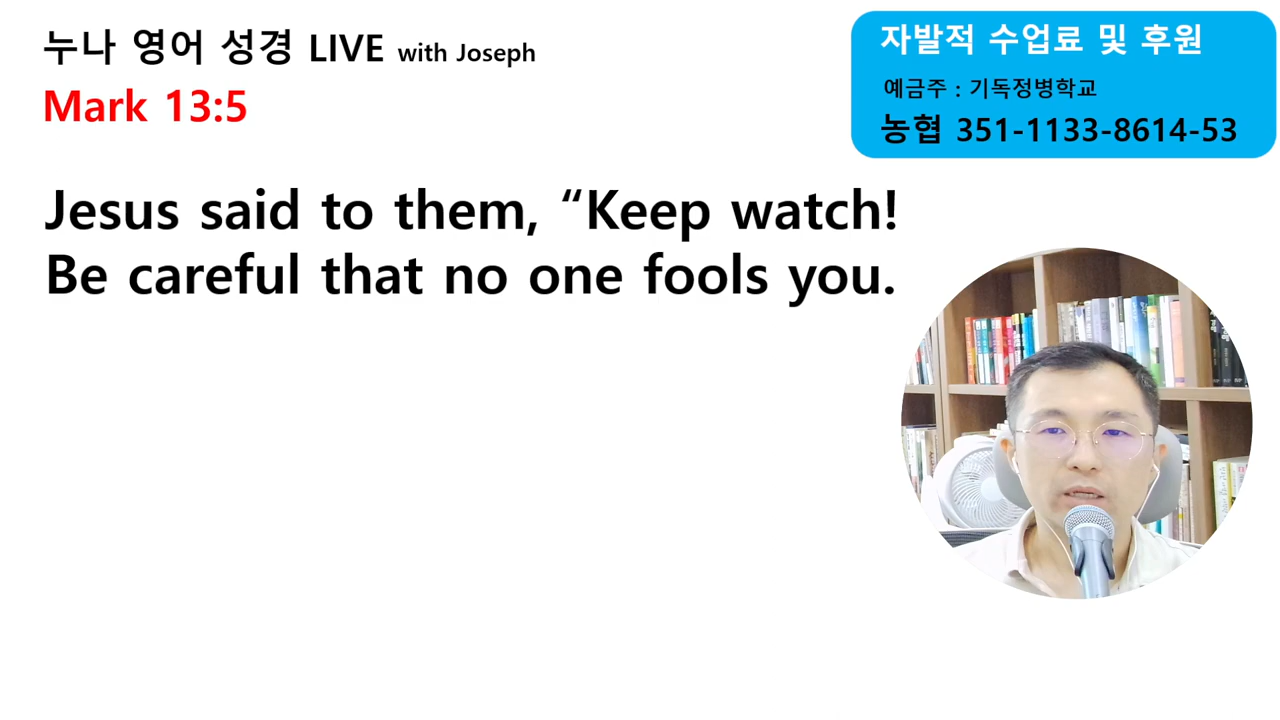 누나 영어 성경 LIVE with Joseph
Mark 13:5
자발적 수업료 및 후원
예금주 : 기독정병학교
농협 351-1133-8614-53
Jesus said to them, “Keep watch!
Be careful that no one fools you.